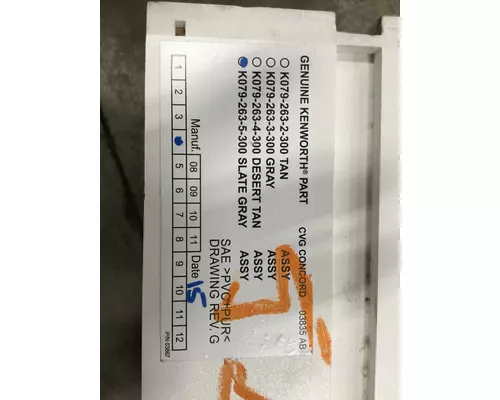 GENUINE KENWORTH® PART CVG CONCORD 03835 AB
K079-263-2-300 TAN ASSY
K079-263-3-300 GRAY ASSY
K079-263-4-300 DESERT TAN ASSY
K079-263-5-300 SLATE GRAY ASSY
SAE >PVC+PUR<
DRAWING REV. G
Manuf. 08 09 10 11 Date 15
1 2 3 5 6 7 8 9 10 11 12
P/N 03867